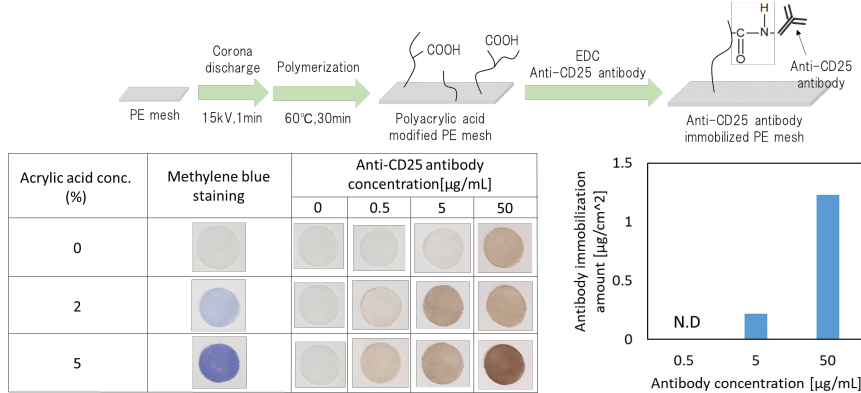 Corona
discharge
15kV,1min
PE mesh
Polymerization
60℃,30min
COOH
COOH
Polyacrylic acid
modified PE mesh
EDC
Anti-CD25 antibody
H
C
N
O
Anti-CD25
antibody
Anti-CD25 antibody
immobilized PE mesh
Acrylic acid conc.
(%)
Methylene blue
staining
Anti-CD25 antibody
concentration[μg/mL]
0 0.5 5 50
0
2
5
Antibody immobilization
amount [μg/cm^2]
1.5
1
0.5
0
N.D
0.5 5 50
Antibody concentration [μg/mL]